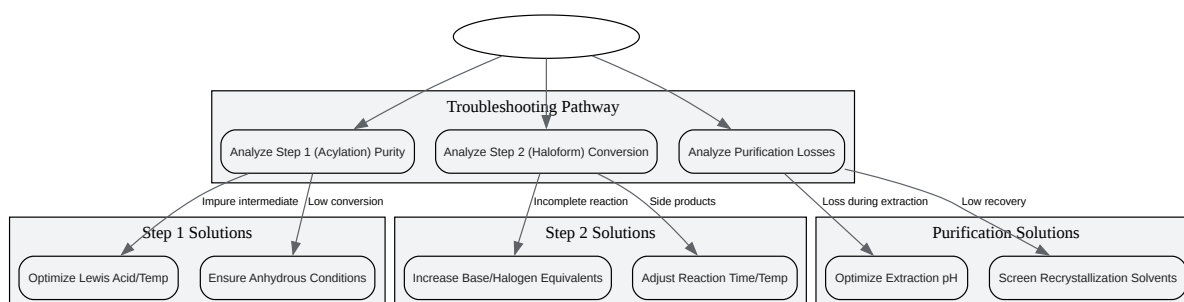 Troubleshooting Pathway
Analyze Step 1 (Acylation) Purity
Analyze Step 2 (Haloform) Conversion
Analyze Purification Losses
Impure intermediate
Low conversion
Incomplete reaction
Side products
Loss during extraction
Low recovery
Step 1 Solutions
Step 2 Solutions
Purification Solutions
Optimize Lewis Acid/Temp
Ensure Anhydrous Conditions
Increase Base/Halogen Equivalents
Adjust Reaction Time/Temp
Optimize Extraction pH
Screen Recrystallization Solvents